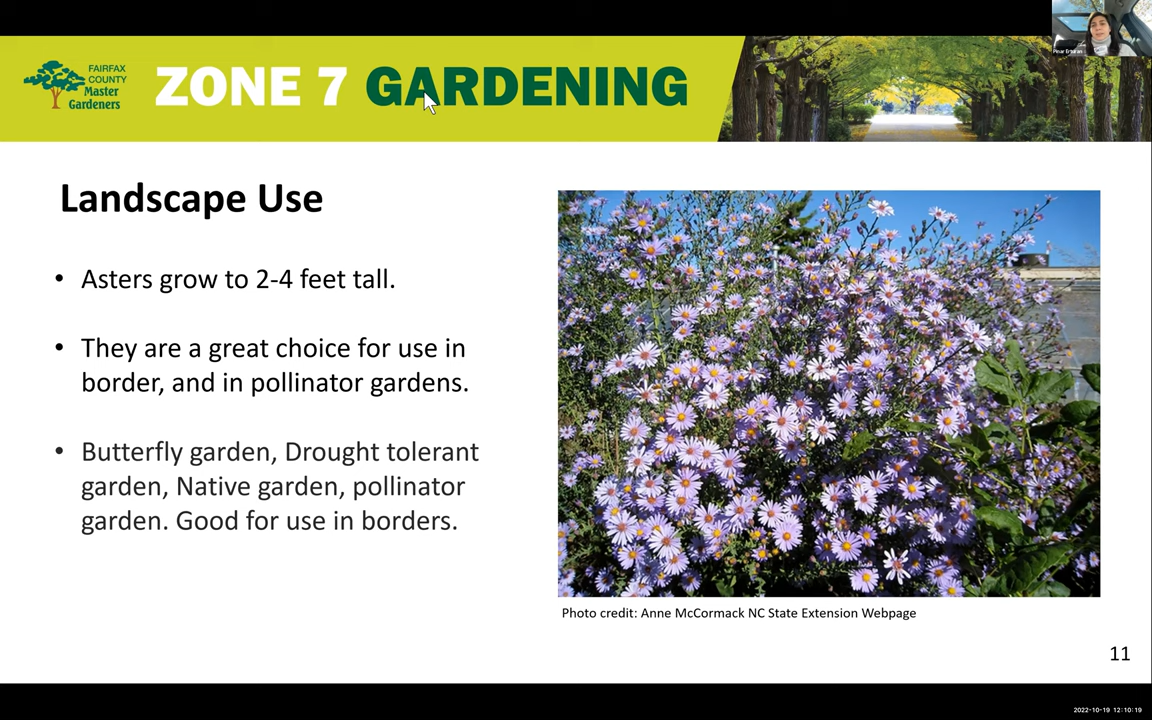 FAIRFAX
COUNTY
Master
Gardeners
ZONE 7 GARDENING
Landscape Use
• Asters grow to 2-4 feet tall.
• They are a great choice for use in
border, and in pollinator gardens.
• Butterfly garden, Drought tolerant
garden, Native garden, pollinator
garden. Good for use in borders.
Photo credit: Anne McCormack NC State Extension Webpage
11
2022-10-19 12:10:19